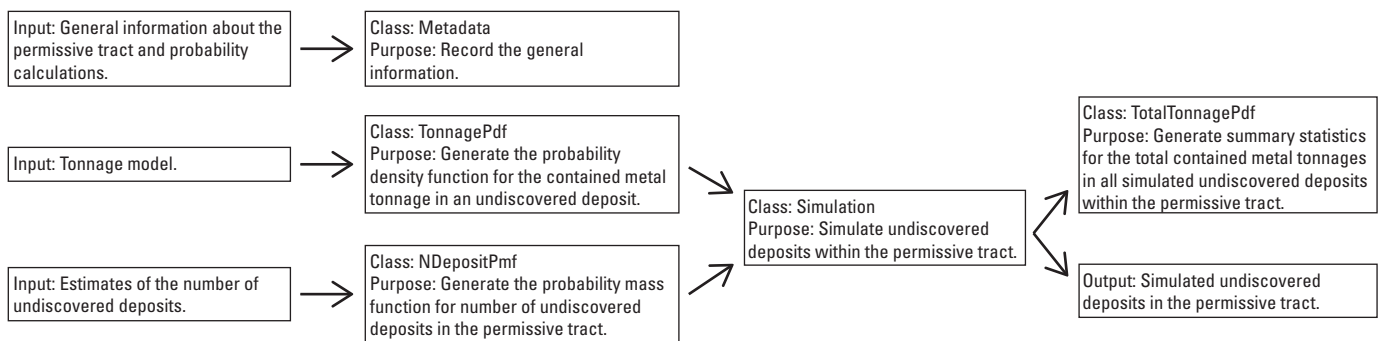 Input: General information about the
permissive tract and probability
calculations.
Class: Metadata
Purpose: Record the general
information.
Input: Tonnage model.
Class: TonnagePdf
Purpose: Generate the probability
density function for the contained metal
tonnage in an undiscovered deposit.
Input: Estimates of the number of
undiscovered deposits.
Class: NDepositPmf
Purpose: Generate the probability mass
function for number of undiscovered
deposits in the permissive tract.
Class: Simulation
Purpose: Simulate undiscovered
deposits within the permissive tract.
Class: TotalTonnagePdf
Purpose: Generate summary statistics
for the total contained metal tonnages
in all simulated undiscovered deposits
within the permissive tract.
Output: Simulated undiscovered
deposits in the permissive tract.